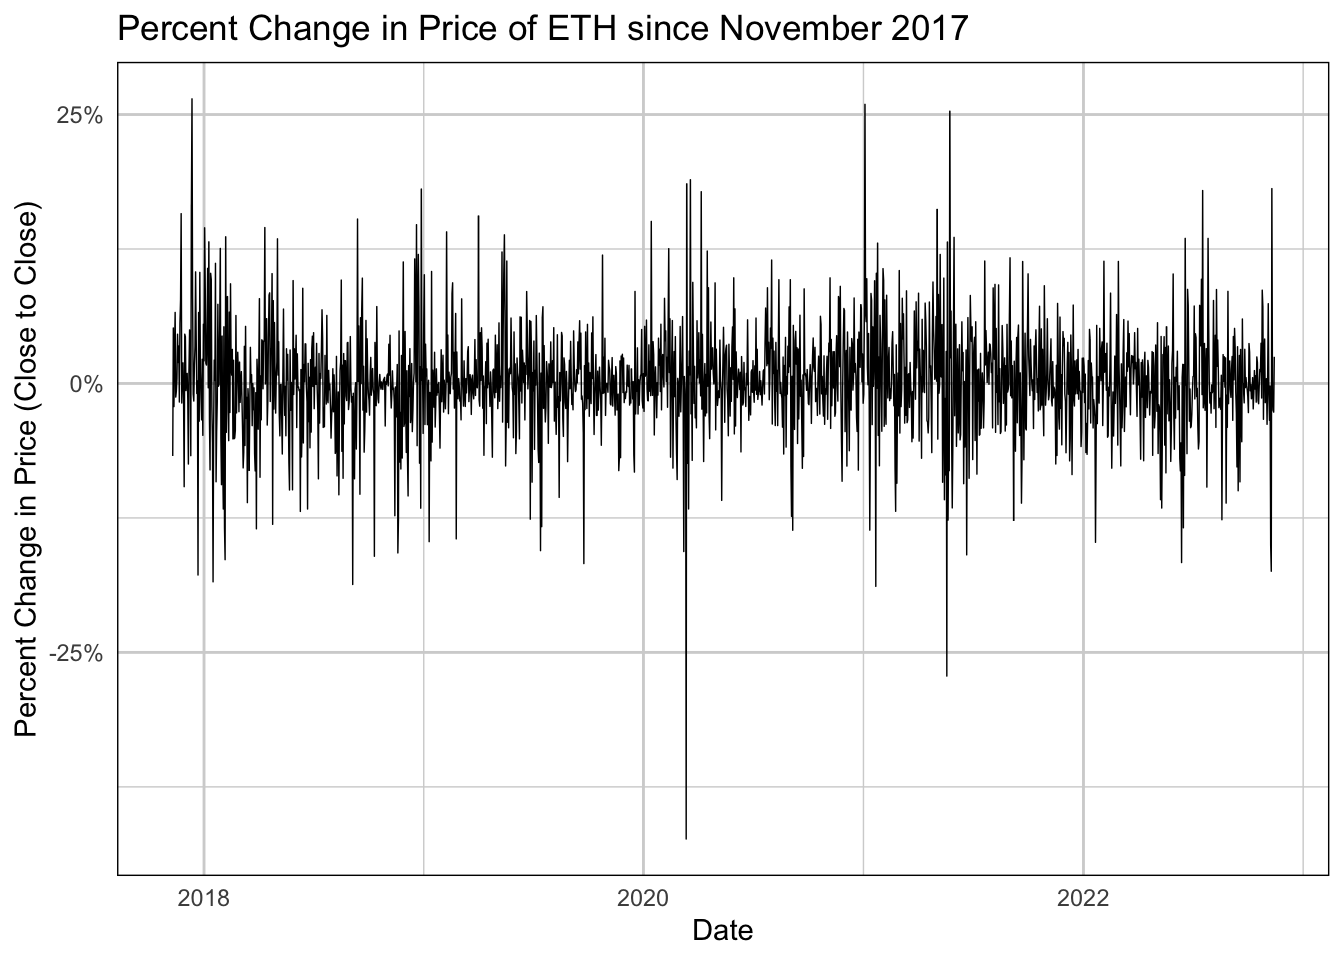 Percent Change in Price of ETH since November 2017
Percent Change in Price (Close to Close)
25%
0%
-25%
2018
2020
2022
Date